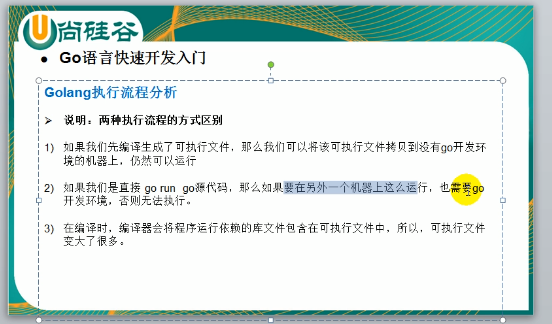 尚硅谷
● Go语言快速开发入门
Golang执行流程分析
➢ 说明：两种执行流程的方式区别
1) 如果我们先编译生成了可执行文件，那么我们可以将该可执行文件拷贝到没有go开发环
境的机器上，仍然可以运行
2) 如果我们是直接 go run go源代码，那么如果要在另外一个机器上这么运行，也需要go
开发环境，否则无法执行。
3) 在编译时，编译器会将程序运行依赖的库文件包含在可执行文件中，所以，可执行文件
变大了很多。